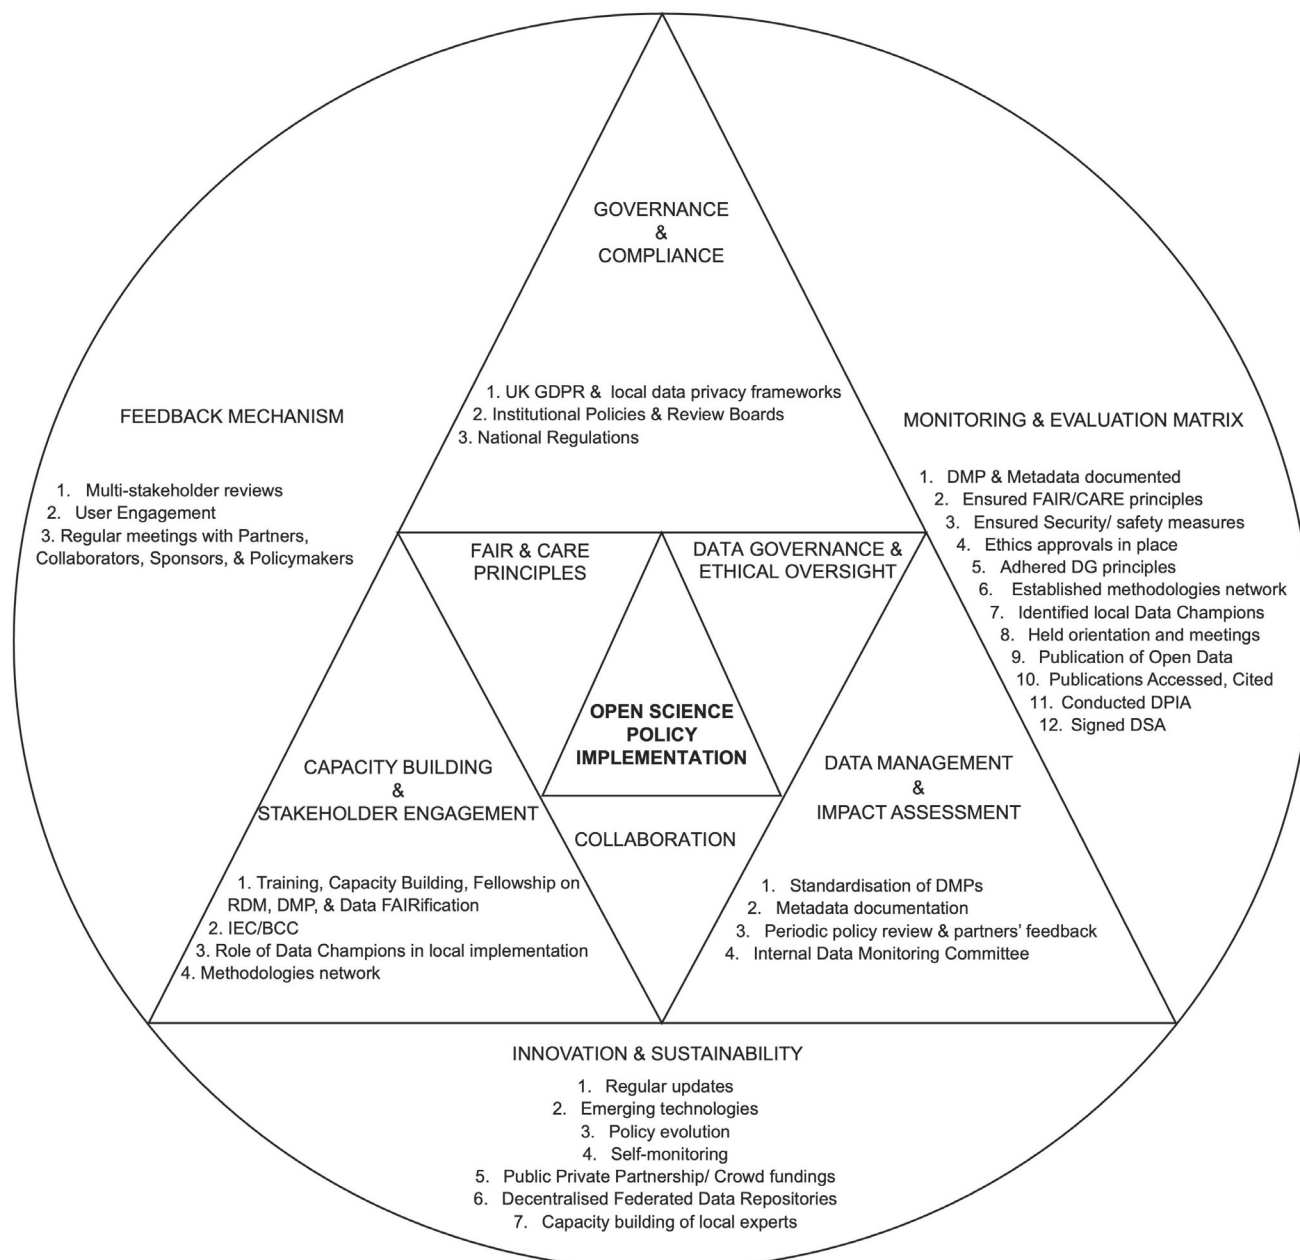 GOVERNANCE
&
COMPLIANCE
1. UK GDPR & local data privacy frameworks
2. Institutional Policies & Review Boards
3. National Regulations
FEEDBACK MECHANISM
1. Multi-stakeholder reviews
2. User Engagement
3. Regular meetings with Partners,
Collaborators, Sponsors, & Policymakers
MONITORING & EVALUATION MATRIX
1. DMP & Metadata documented
2. Ensured FAIR/CARE principles
3. Ensured Security/ safety measures
4. Ethics approvals in place
5. Adhered DG principles
6. Established methodologies network
7. Identified local Data Champions
8. Held orientation and meetings
9. Publication of Open Data
10. Publications Accessed, Cited
11. Conducted DPIA
12. Signed DSA
FAIR & CARE
PRINCIPLES
DATA GOVERNANCE &
ETHICAL OVERSIGHT
OPEN SCIENCE
POLICY
IMPLEMENTATION
COLLABORATION
CAPACITY BUILDING
&
STAKEHOLDER ENGAGEMENT
1. Training, Capacity Building, Fellowship on
RDM, DMP, & Data FAIRification
2. IEC/BCC
3. Role of Data Champions in local implementation
4. Methodologies network
DATA MANAGEMENT
&
IMPACT ASSESSMENT
1. Standardisation of DMPs
2. Metadata documentation
3. Periodic policy review & partners' feedback
4. Internal Data Monitoring Committee
INNOVATION & SUSTAINABILITY
1. Regular updates
2. Emerging technologies
3. Policy evolution
4. Self-monitoring
5. Public Private Partnership/ Crowd fundings
6. Decentralised Federated Data Repositories
7. Capacity building of local experts